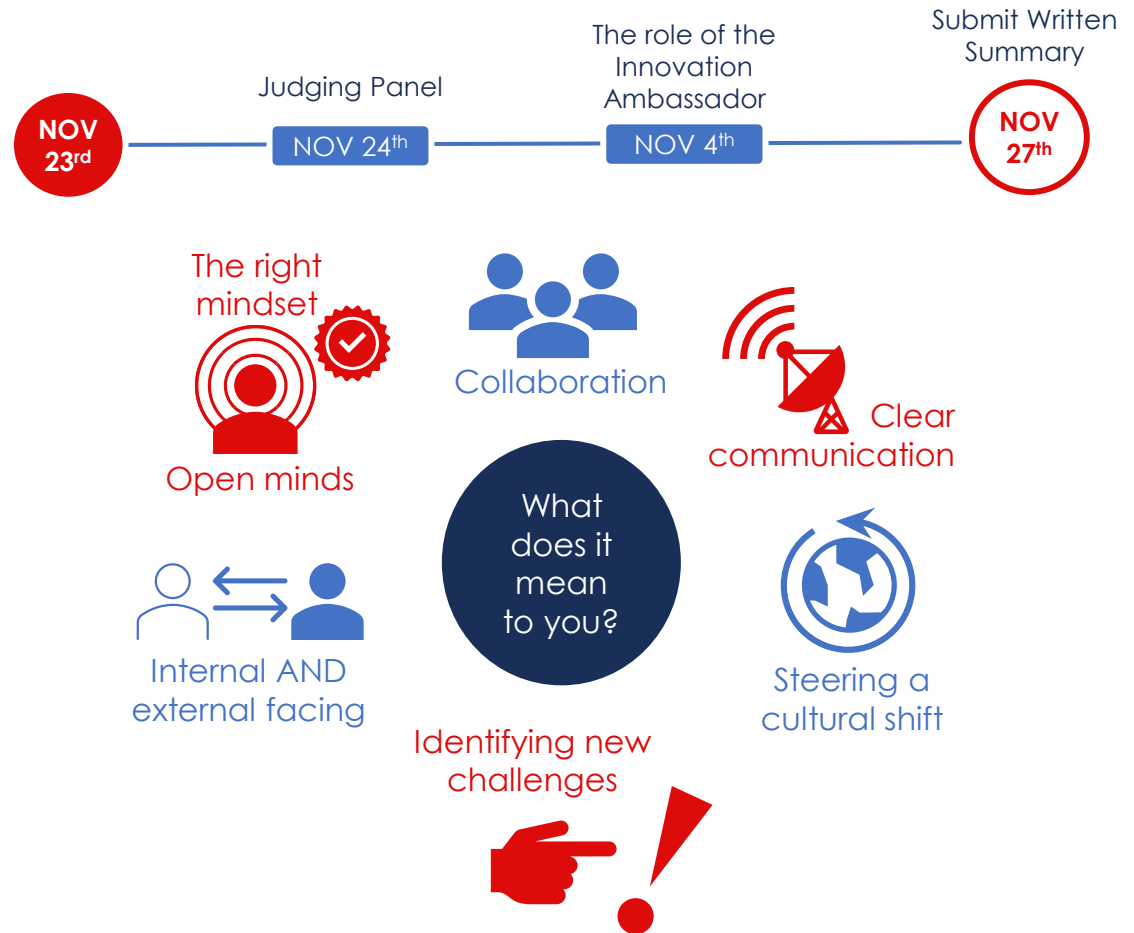 Submit Written
Summary
The role of the
Innovation
Ambassador
Judging Panel
NOV
23rd
NOV 24th
NOV 4th
NOV
27th
The right
mindset
Open minds
Collaboration
Clear
communication
What
does it
mean
to you?
Internal AND
external facing
Steering a
cultural shift
Identifying new
challenges